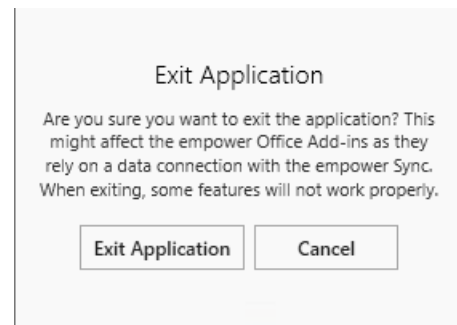 Exit Application
Are you sure you want to exit the application? This
might affect the empower Office Add-ins as they
rely on a data connection with the empower Sync.
When exiting, some features will not work properly.
Exit Application
Cancel